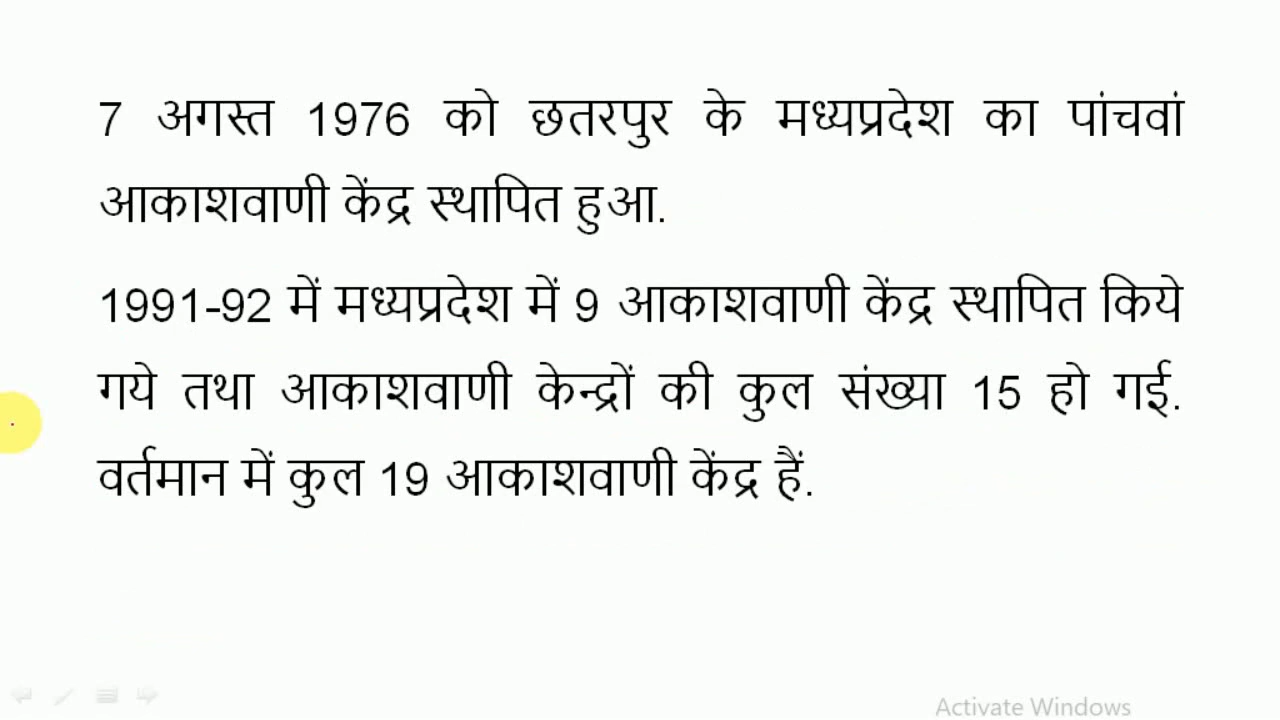 7 अगस्त 1976 को छतरपुर के मध्यप्रदेश का पांचवां
आकाशवाणी केंद्र स्थापित हुआ.
1991-92 में मध्यप्रदेश में 9 आकाशवाणी केंद्र स्थापित किये
गये तथा आकाशवाणी केन्द्रों की कुल संख्या 15 हो गई.
वर्तमान में कुल 19 आकाशवाणी केंद्र हैं.
Activate Windows